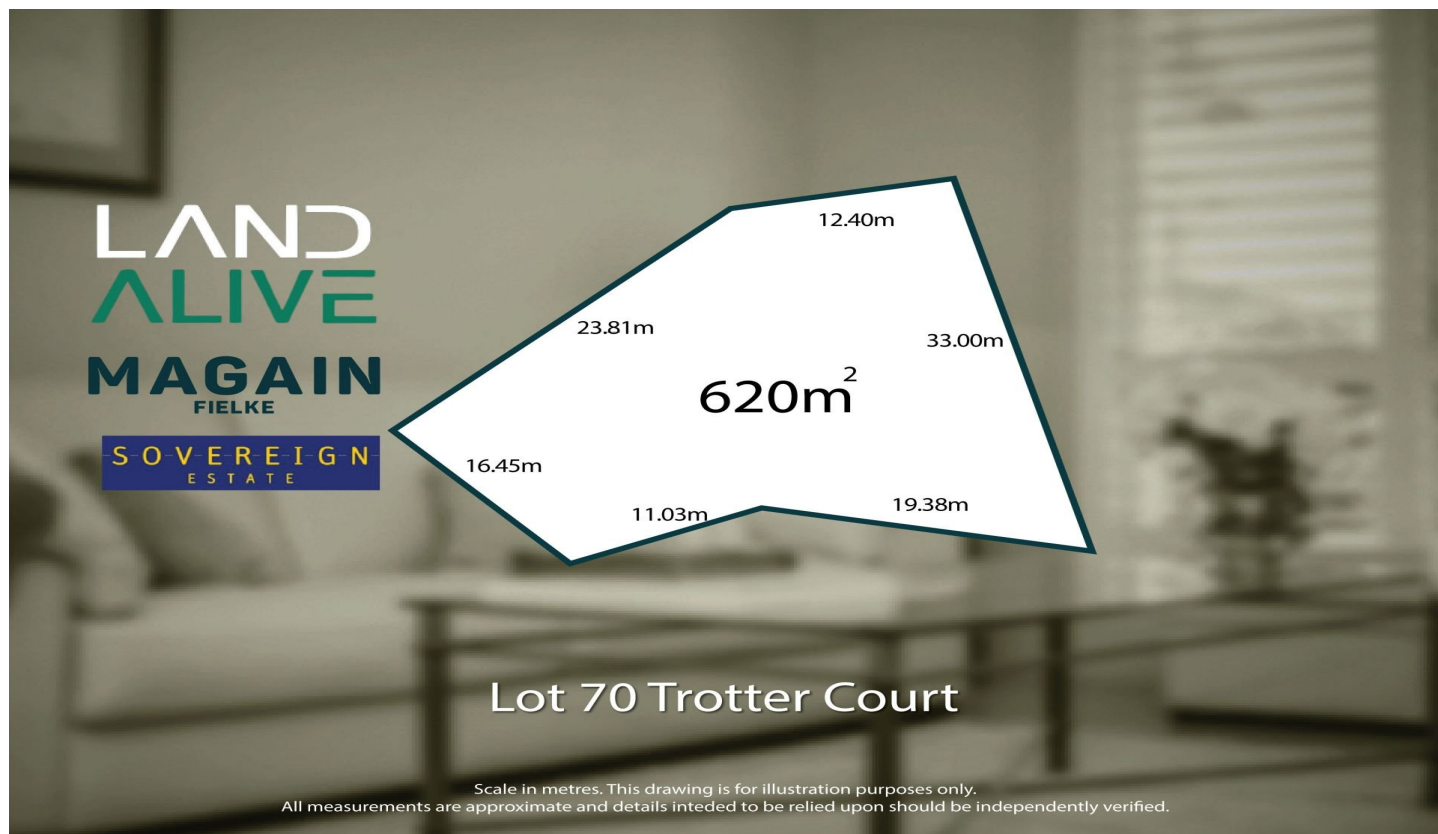 LAND
ALIVE
MAGAIN
FIELKE
SOVEREIGN
ESTATE
12.40m
23.81m
33.00m
620m²
16.45m
11.03m
19.38m
Lot 70 Trotter Court
Scale in metres. This drawing is for illustration purposes only.
All measurements are approximate and details inteded to be relied upon should be independently verified.